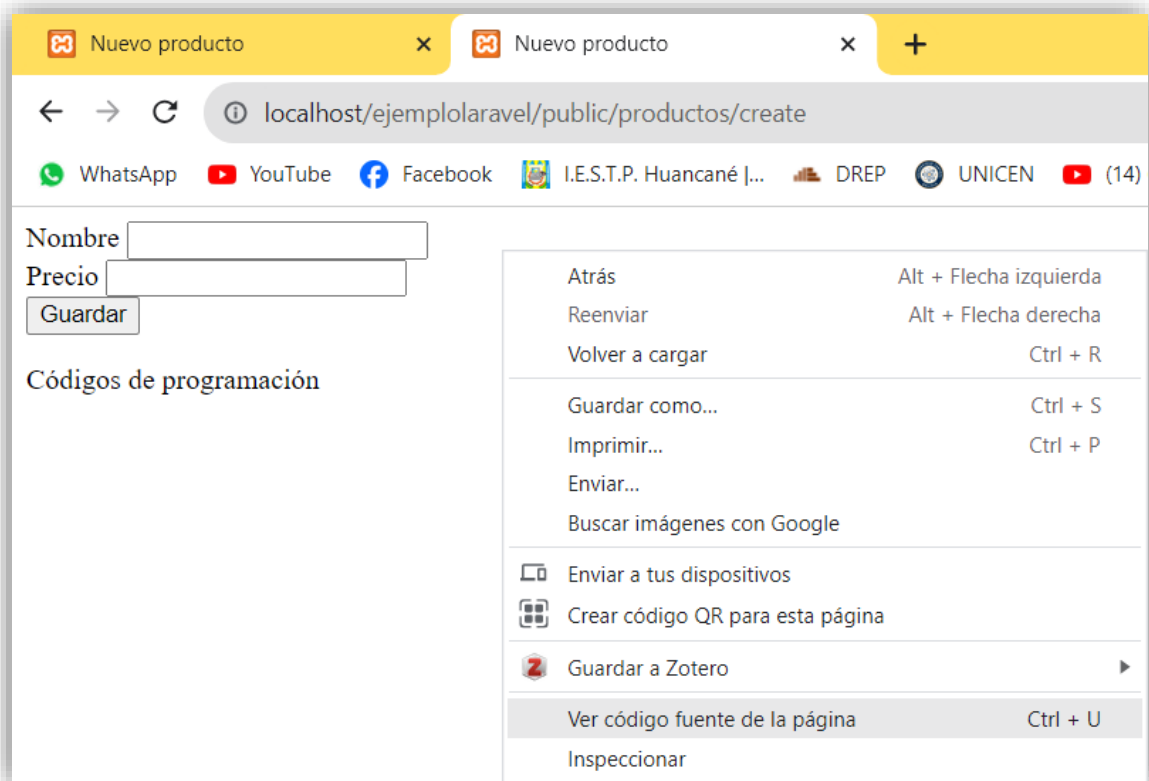 Nuevo producto
Nuevo producto
localhost/ejemplolaravel/public/productos/create
WhatsApp YouTube Facebook I.E.S.T.P. Huancané |... DREP UNICEN (14)
Nombre
Precio
Guardar
Códigos de programación
Atrás Alt + Flecha izquierda
Reenviar Alt + Flecha derecha
Volver a cargar Ctrl + R
Guardar como... Ctrl + S
Imprimir... Ctrl + P
Enviar...
Buscar imágenes con Google
Enviar a tus dispositivos
Crear código QR para esta página
Z Guardar a Zotero
Ver código fuente de la página Ctrl + U
Inspeccionar